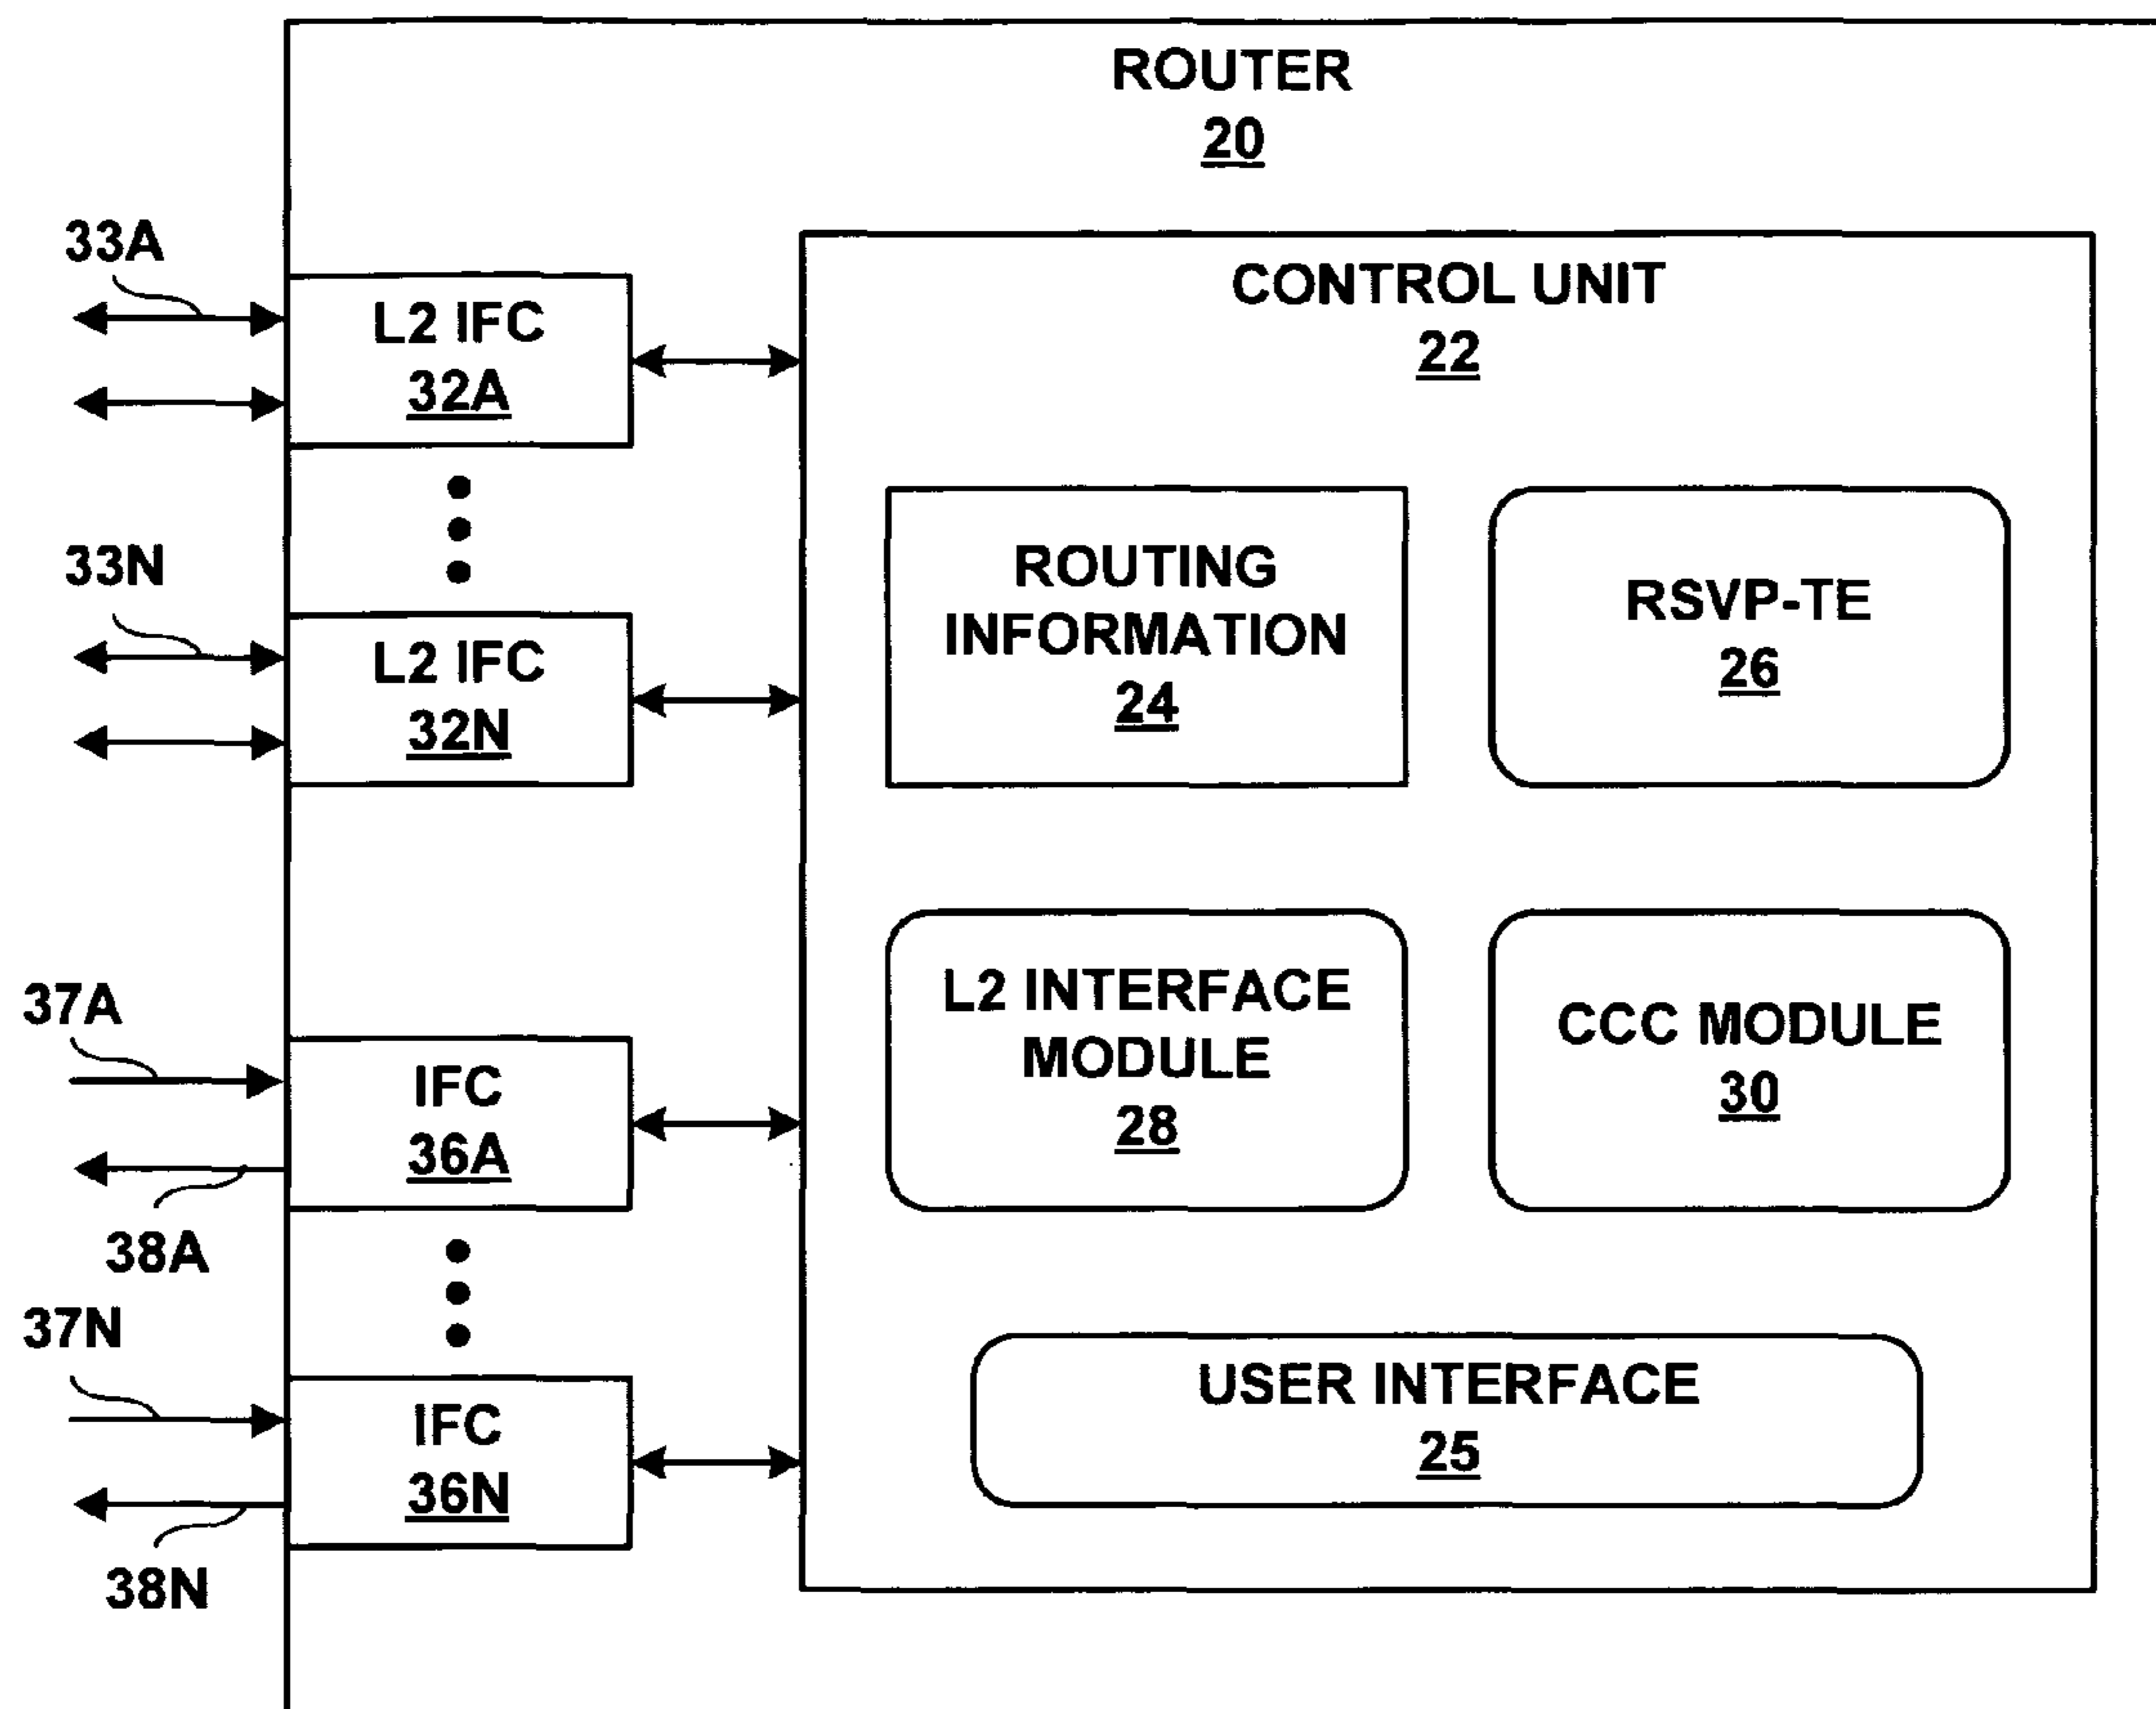 ROUTER
20
33A
L2 IFC
32A
33N
L2 IFC
32N
37A
IFC
36A
38A
37N
IFC
36N
38N
CONTROL UNIT
22
ROUTING
INFORMATION
24
RSVP-TE
26
L2 INTERFACE
MODULE
28
CCC MODULE
30
USER INTERFACE
25